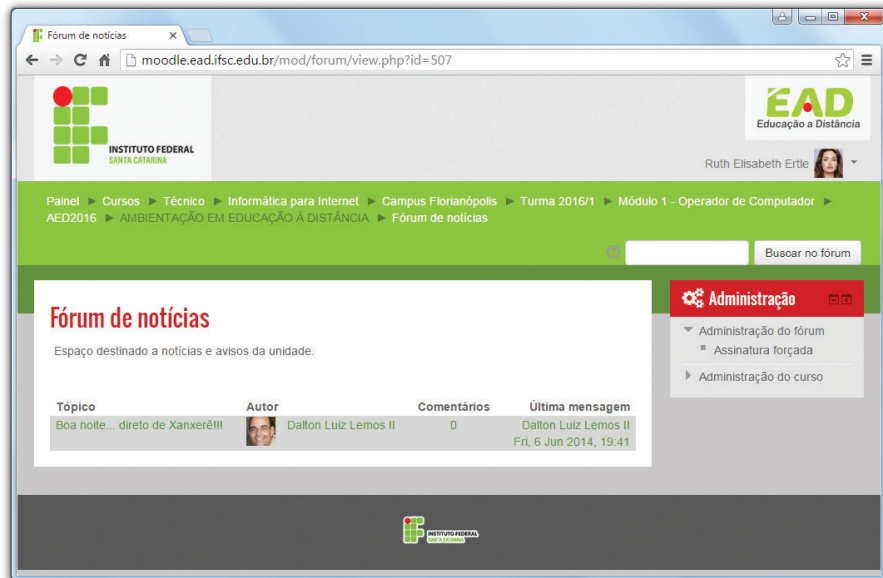 Fórum de notícias
moodle.ead.ifsc.edu.br/mod/forum/view.php?id=507
INSTITUTO FEDERAL
SANTA CATARINA
EAD
Educação a Distância
Ruth Elisabeth Ertle
Painel ► Cursos ► Técnico ► Informática para Internet ► Campus Florianópolis ► Turma 2016/1 ► Módulo 1 - Operador de Computador ►
AED2016 ► AMBIENTAÇÃO EM EDUCAÇÃO À DISTÂNCIA ► Fórum de notícias
Buscar no fórum
Fórum de notícias
Espaço destinado a notícias e avisos da unidade.
Tópico Autor Comentários Última mensagem
Boa noite... direto de Xanxerê!!! Dalton Luiz Lemos II 0 Dalton Luiz Lemos II
Fri, 6 Jun 2014, 19:41
Administração
Administração do fórum
Assinatura forçada
Administração do curso
INSTITUTO FEDERAL
SANTA CATARINA